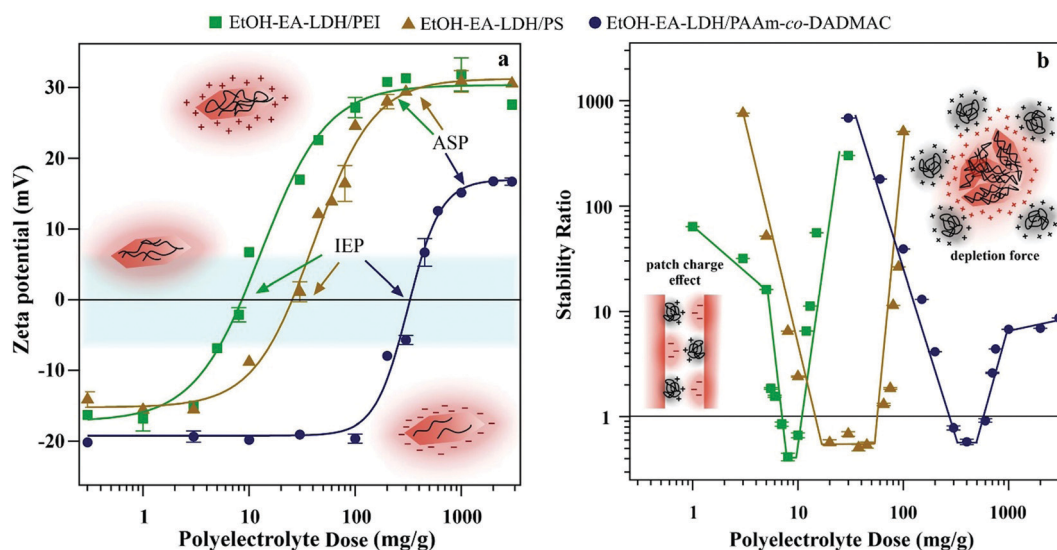 EtOH-EA-LDH/PEI EtOH-EA-LDH/PS EtOH-EA-LDH/PAAm-co-DADMAC
a
30
20
10
0
-10
-20
Zeta potential (mV)
ASP
IEP
1 10 100 1000
Polyelectrolyte Dose (mg/g)
b
1000
100
10
1
0.1
Stability Ratio
patch charge
effect
depletion force
1 10 100 1000
Polyelectrolyte Dose (mg/g)